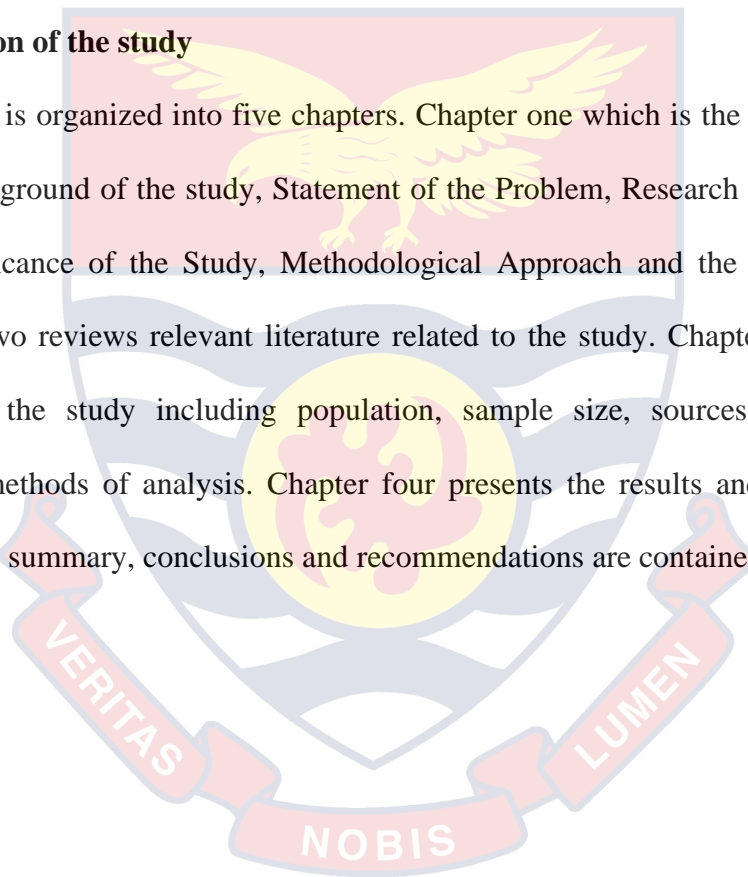 on of the study
is organized into five chapters. Chapter one which is the
ground of the study, Statement of the Problem, Research
icance of the Study, Methodological Approach and the
wo reviews relevant literature related to the study. Chapte
the study including population, sample size, sources
nethods of analysis. Chapter four presents the results and
summary, conclusions and recommendations are containe
VERITAS
NOBIS
LUMEN